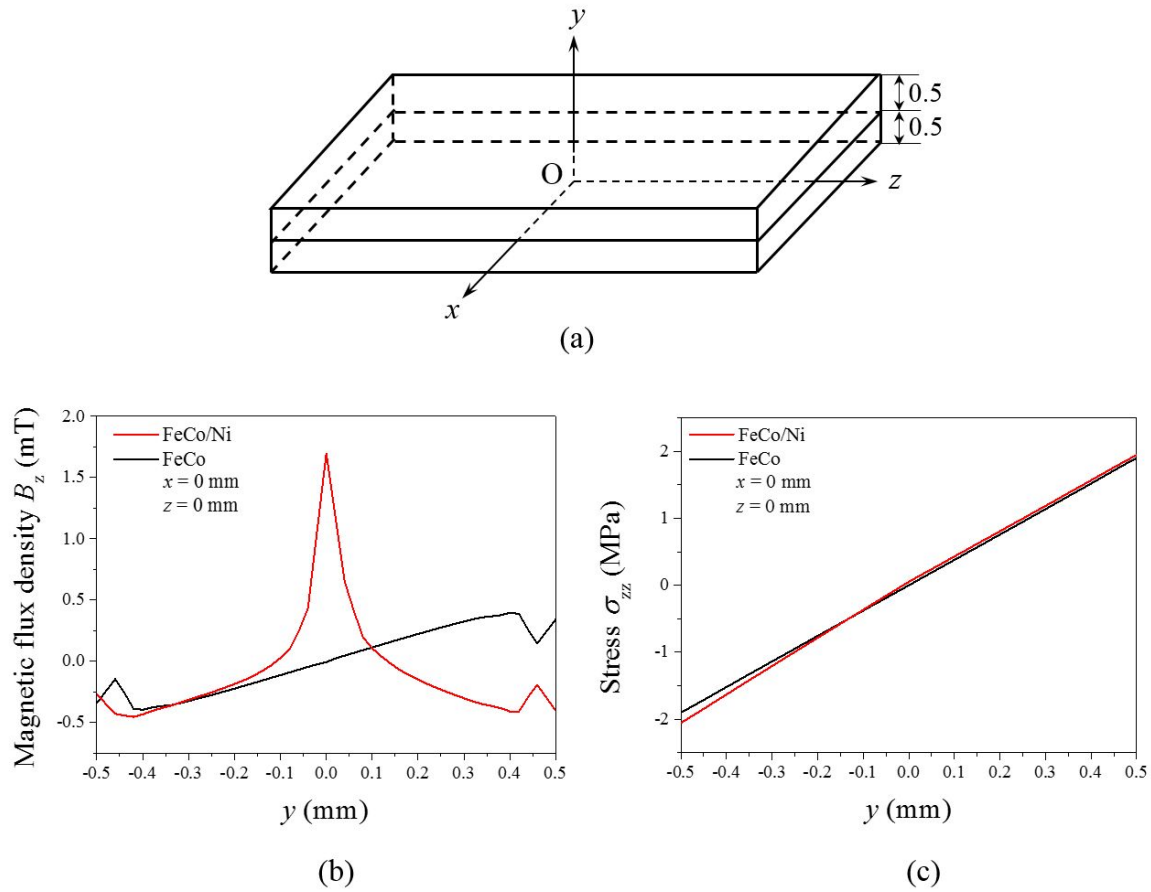 y
0.5
0.5
O
z
x
(a)
Magnetic flux density Bz (mT)
2.0
1.5
1.0
0.5
0.0
-0.5
FeCo/Ni
FeCo
x = 0 mm
z = 0 mm
-0.5 -0.4 -0.3 -0.2 -0.1 0.0 0.1 0.2 0.3 0.4 0.5
y (mm)
(b)
Stress σzz (MPa)
2
1
0
-1
-2
FeCo/Ni
FeCo
x = 0 mm
z = 0 mm
-0.5 -0.4 -0.3 -0.2 -0.1 0.0 0.1 0.2 0.3 0.4 0.5
y (mm)
(c)